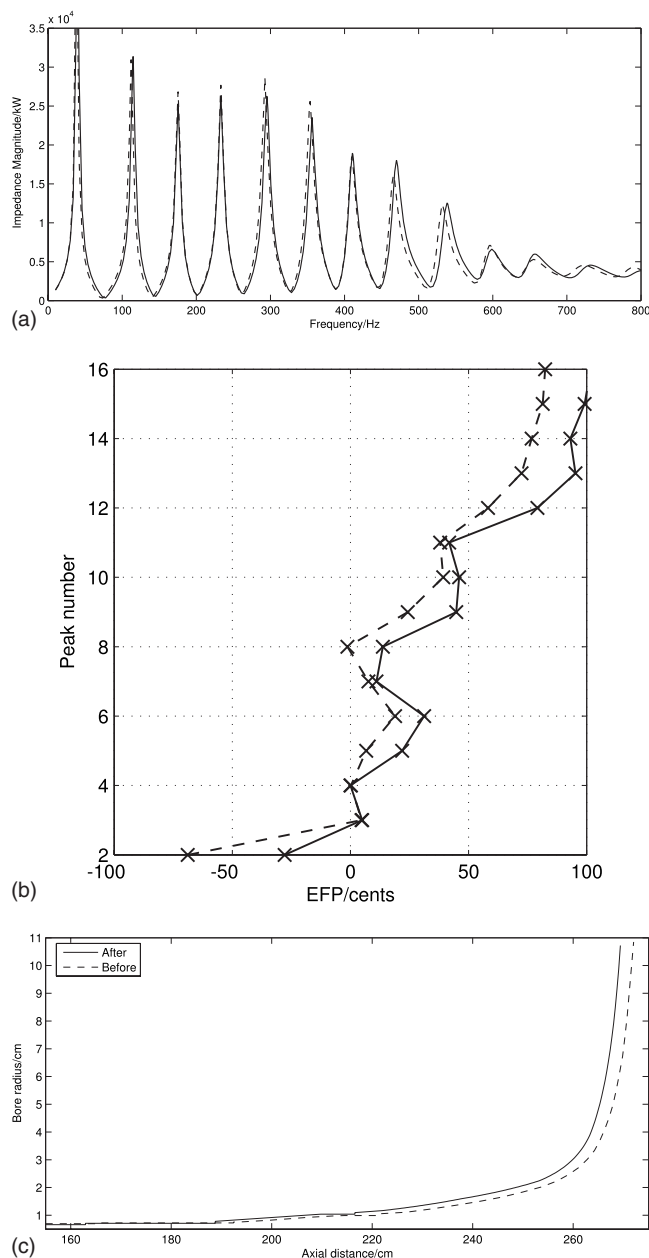 x 10⁴
3.5
3
2.5
2
1.5
1
0.5
0
Impedance Magnitude/kW
0 100 200 300 400 500 600 700 800
Frequency/Hz
(a)
16
14
12
10
8
6
4
2
Peak number
-100 -50 0 50 100
EFP/cents
(b)
11
10
9
8
7
6
5
4
3
2
1
Bore radius/cm
After
Before
160 180 200 220 240 260
Axial distance/cm
(c)